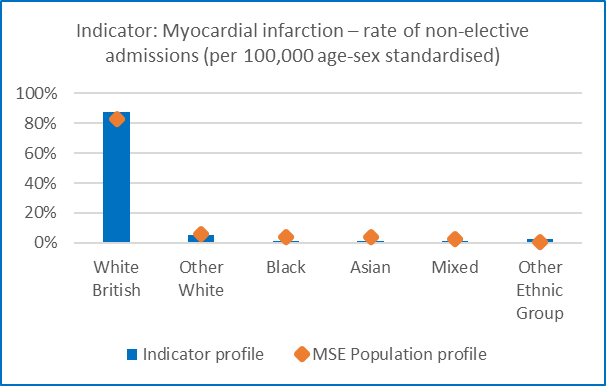 Indicator: Myocardial infarction – rate of non-elective
admissions (per 100,000 age-sex standardised)
100%
80%
60%
40%
20%
0%
White British
Other White
Black
Asian
Mixed
Other Ethnic Group
Indicator profile
MSE Population profile